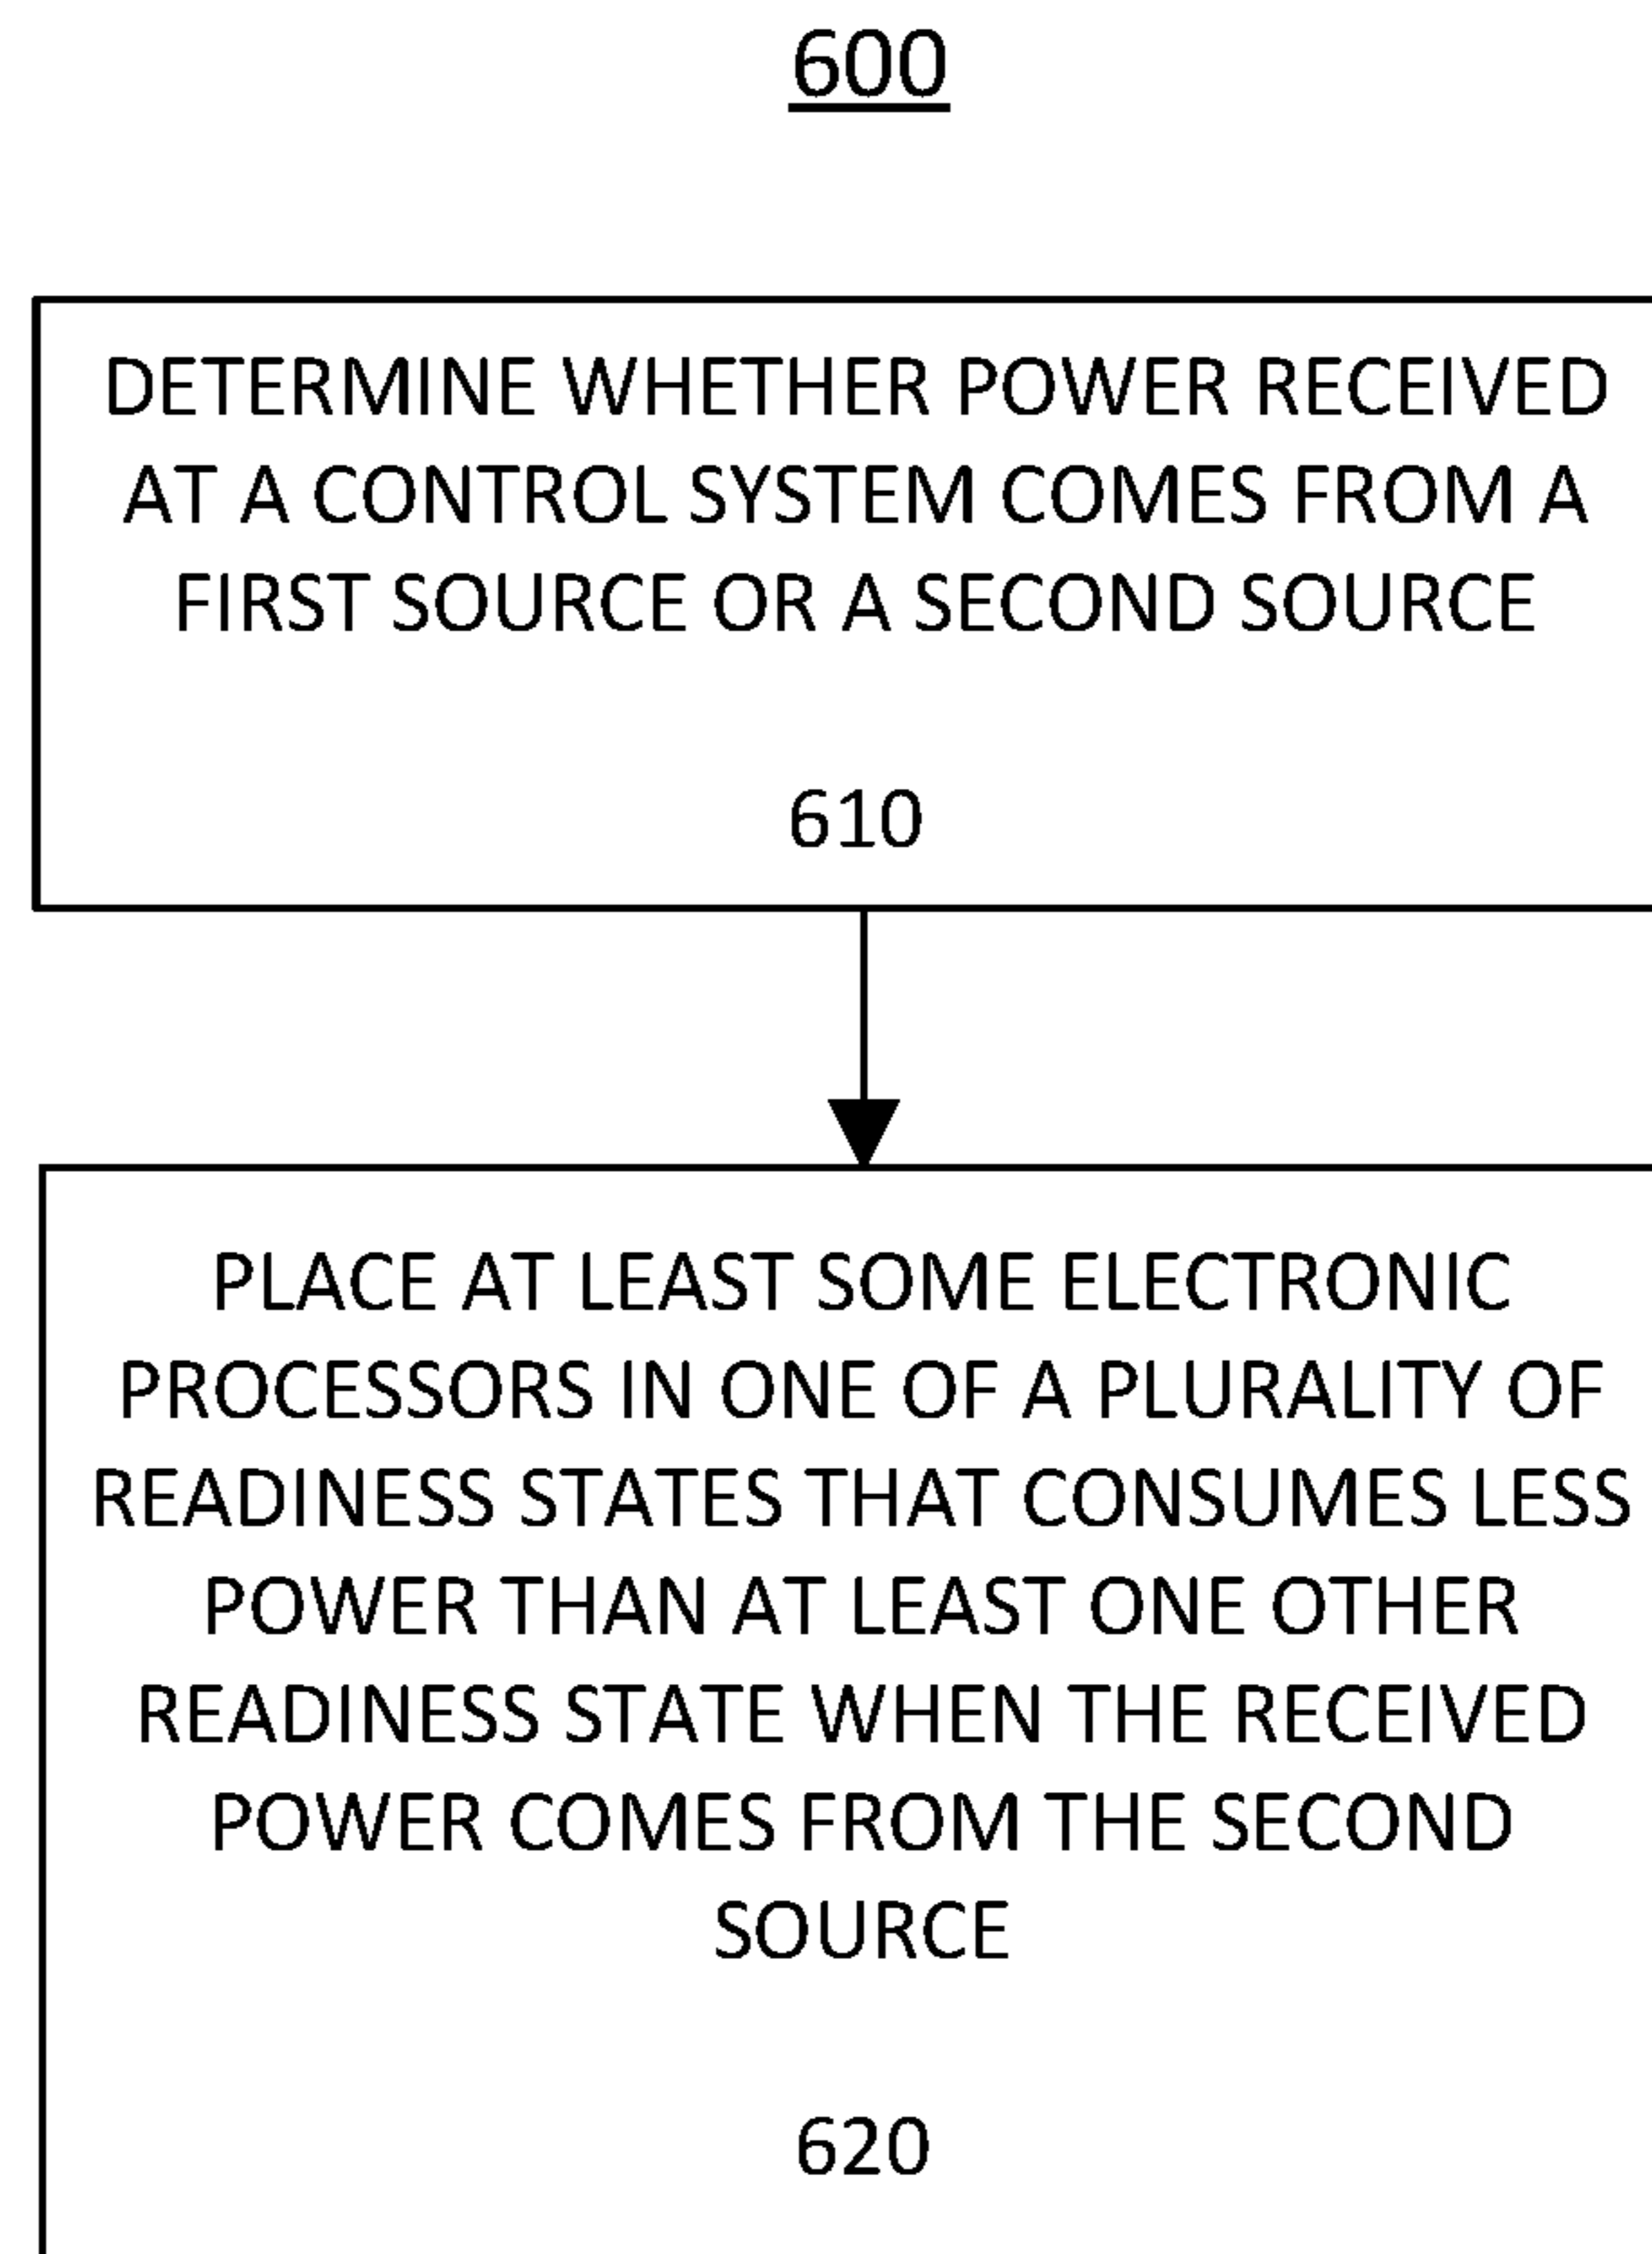 600
DETERMINE WHETHER POWER RECEIVED
AT A CONTROL SYSTEM COMES FROM A
FIRST SOURCE OR A SECOND SOURCE
610
PLACE AT LEAST SOME ELECTRONIC
PROCESSORS IN ONE OF A PLURALITY OF
READINESS STATES THAT CONSUMES LESS
POWER THAN AT LEAST ONE OTHER
READINESS STATE WHEN THE RECEIVED
POWER COMES FROM THE SECOND
SOURCE
620